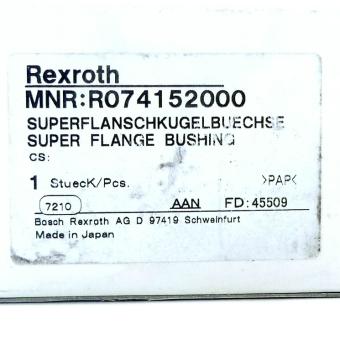 Rexroth
MNR:R074152000
SUPERFLANSCHKUGELBUECHSE
SUPER FLANGE BUSHING
CS:
1 StuecK/Pcs. >PAP<
7210 AAN FD:45509
Bosch Rexroth AG D 97419 Schweinfurt
Made in Japan